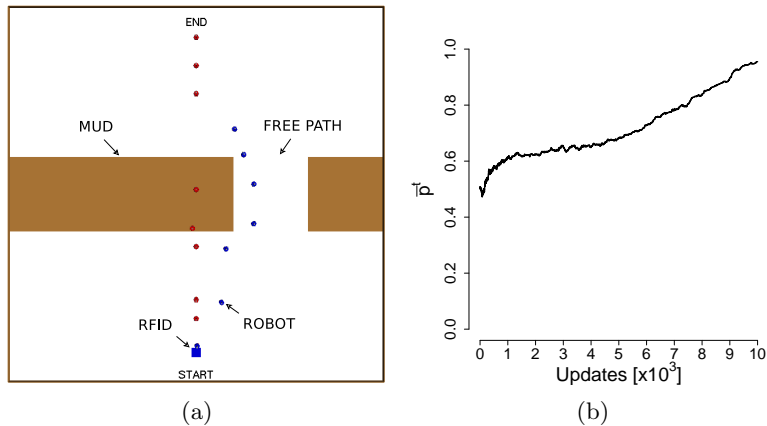 END
MUD
FREE PATH
RFID
ROBOT
START
(a)
p̅ᵗ
1.0
0.8
0.6
0.4
0.2
0.0
0 1 2 3 4 5 6 7 8 9 10
Updates [x10³]
(b)